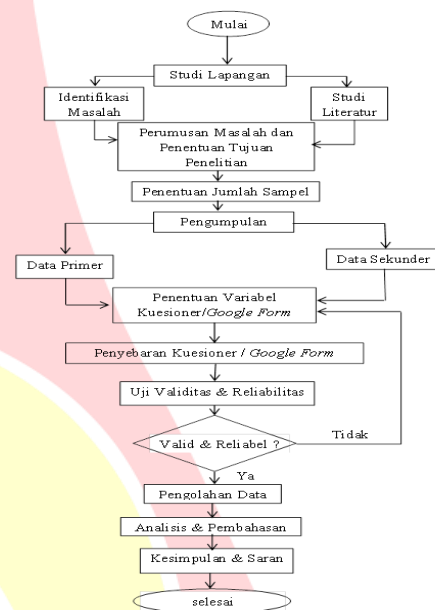 Mulai
Studi Lapangan
Identifikasi
Masalah
Studi
Literatur
Perumusan Masalah dan
Penentuan Tujuan
Penelitian
Penentuan Jumlah Sampel
Pengumpulan
Data Primer
Data Sekunder
Penentuan Variabel
Kuesioner/Google Form
Penyebaran Kuesioner / Google Form
Uji Validitas & Reliabilitas
Valid & Reliabel ?
Tidak
Ya
Pengolahan Data
Analisis & Pembahasan
Kesimpulan & Saran
selesai